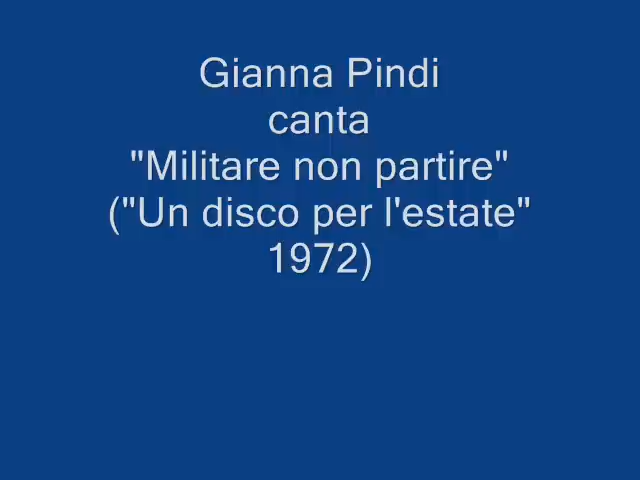 Gianna Pindi
canta
"Militare non partire"
("Un disco per l'estate"
1972)